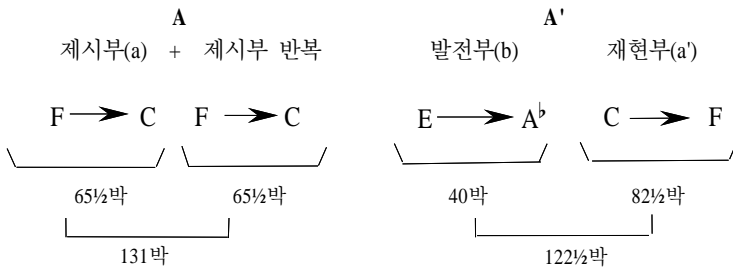 A A'
제시부(a) + 제시부 반복 발전부(b) 재현부(a')
F C F C E A♭ C F
65½박 65½박 40박 82½박
131박 122½박